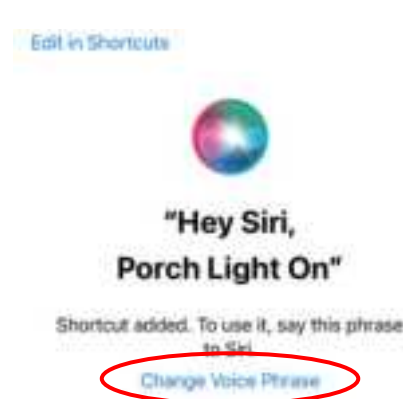 Edit in Shortcuts
"Hey Siri,
Porch Light On"
Shortcut added. To use it, say this phrase
to Siri
Change Voice Phrase